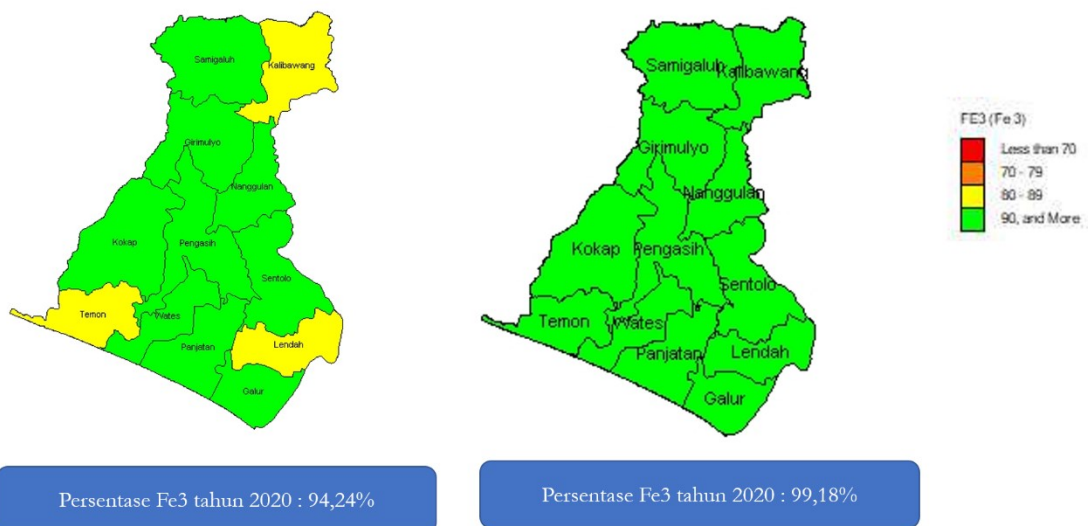 Samigaluh
Kalibawang
Girimulyo
Nanggulan
Kokap
Pengasih
Sentolo
Temon
Wates
Panjatan
Lendah
Galur
Persentase Fe3 tahun 2020 : 94,24%
Samigaluh
Kalibawang
Girimulyo
Nanggulan
Kokap
Pengasih
Sentolo
Temon
Wates
Panjatan
Lendah
Galur
Persentase Fe3 tahun 2020 : 99,18%
FE3 (Fe 3)
Less than 70
70 - 79
80 - 89
90, and More